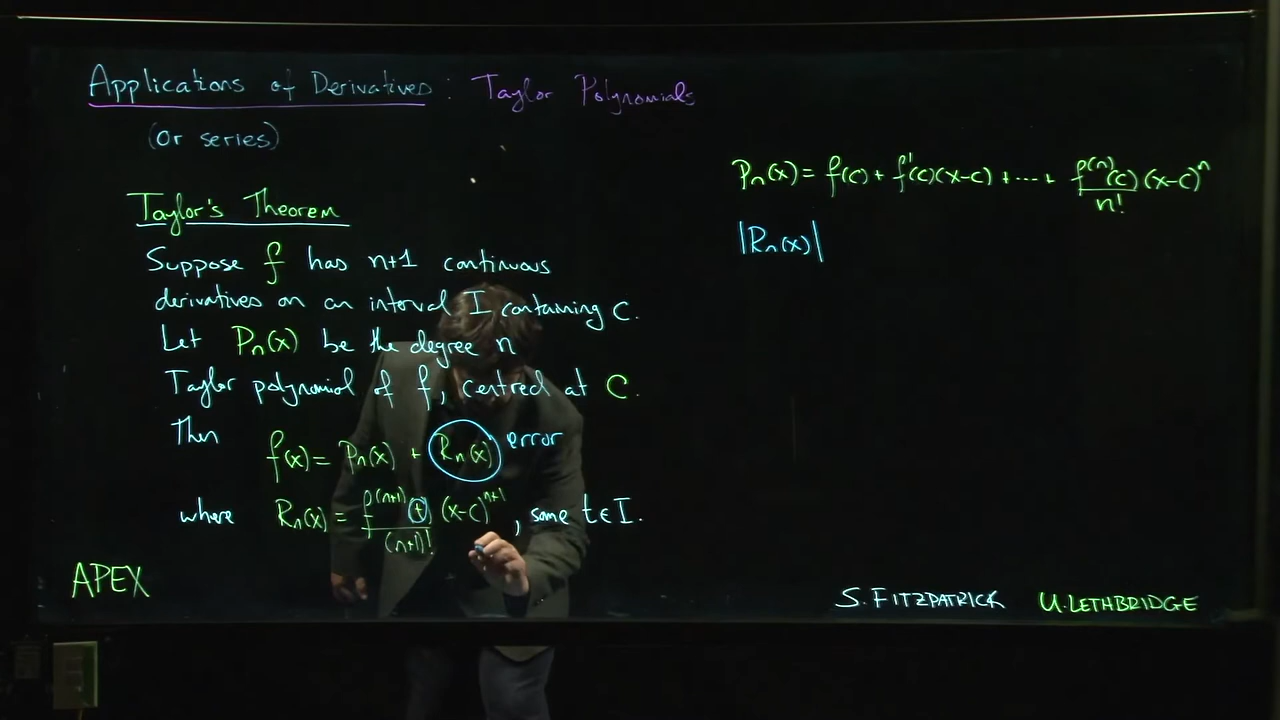 Applications of Derivatives : Taylor Polynomials
(Or series)
Taylor's Theorem
Suppose f has n+1 continuous
derivatives on an interval I containing c.
Let Pn(x) be the degree n
Taylor polynomial of f, centred at C.
Then f(x) = Pn(x) + Rn(x) error
where Rn(x) = f^(n+1)(t)/(n+1)! (x-c)^n+1, some t∈I.
Pn(x) = f(c) + f'(c)(x-c) + ... + f^(n)(c)/n! (x-c)^n
|Rn(x)|
APEX
S. FITZPATRICK U. LETHBRIDGE